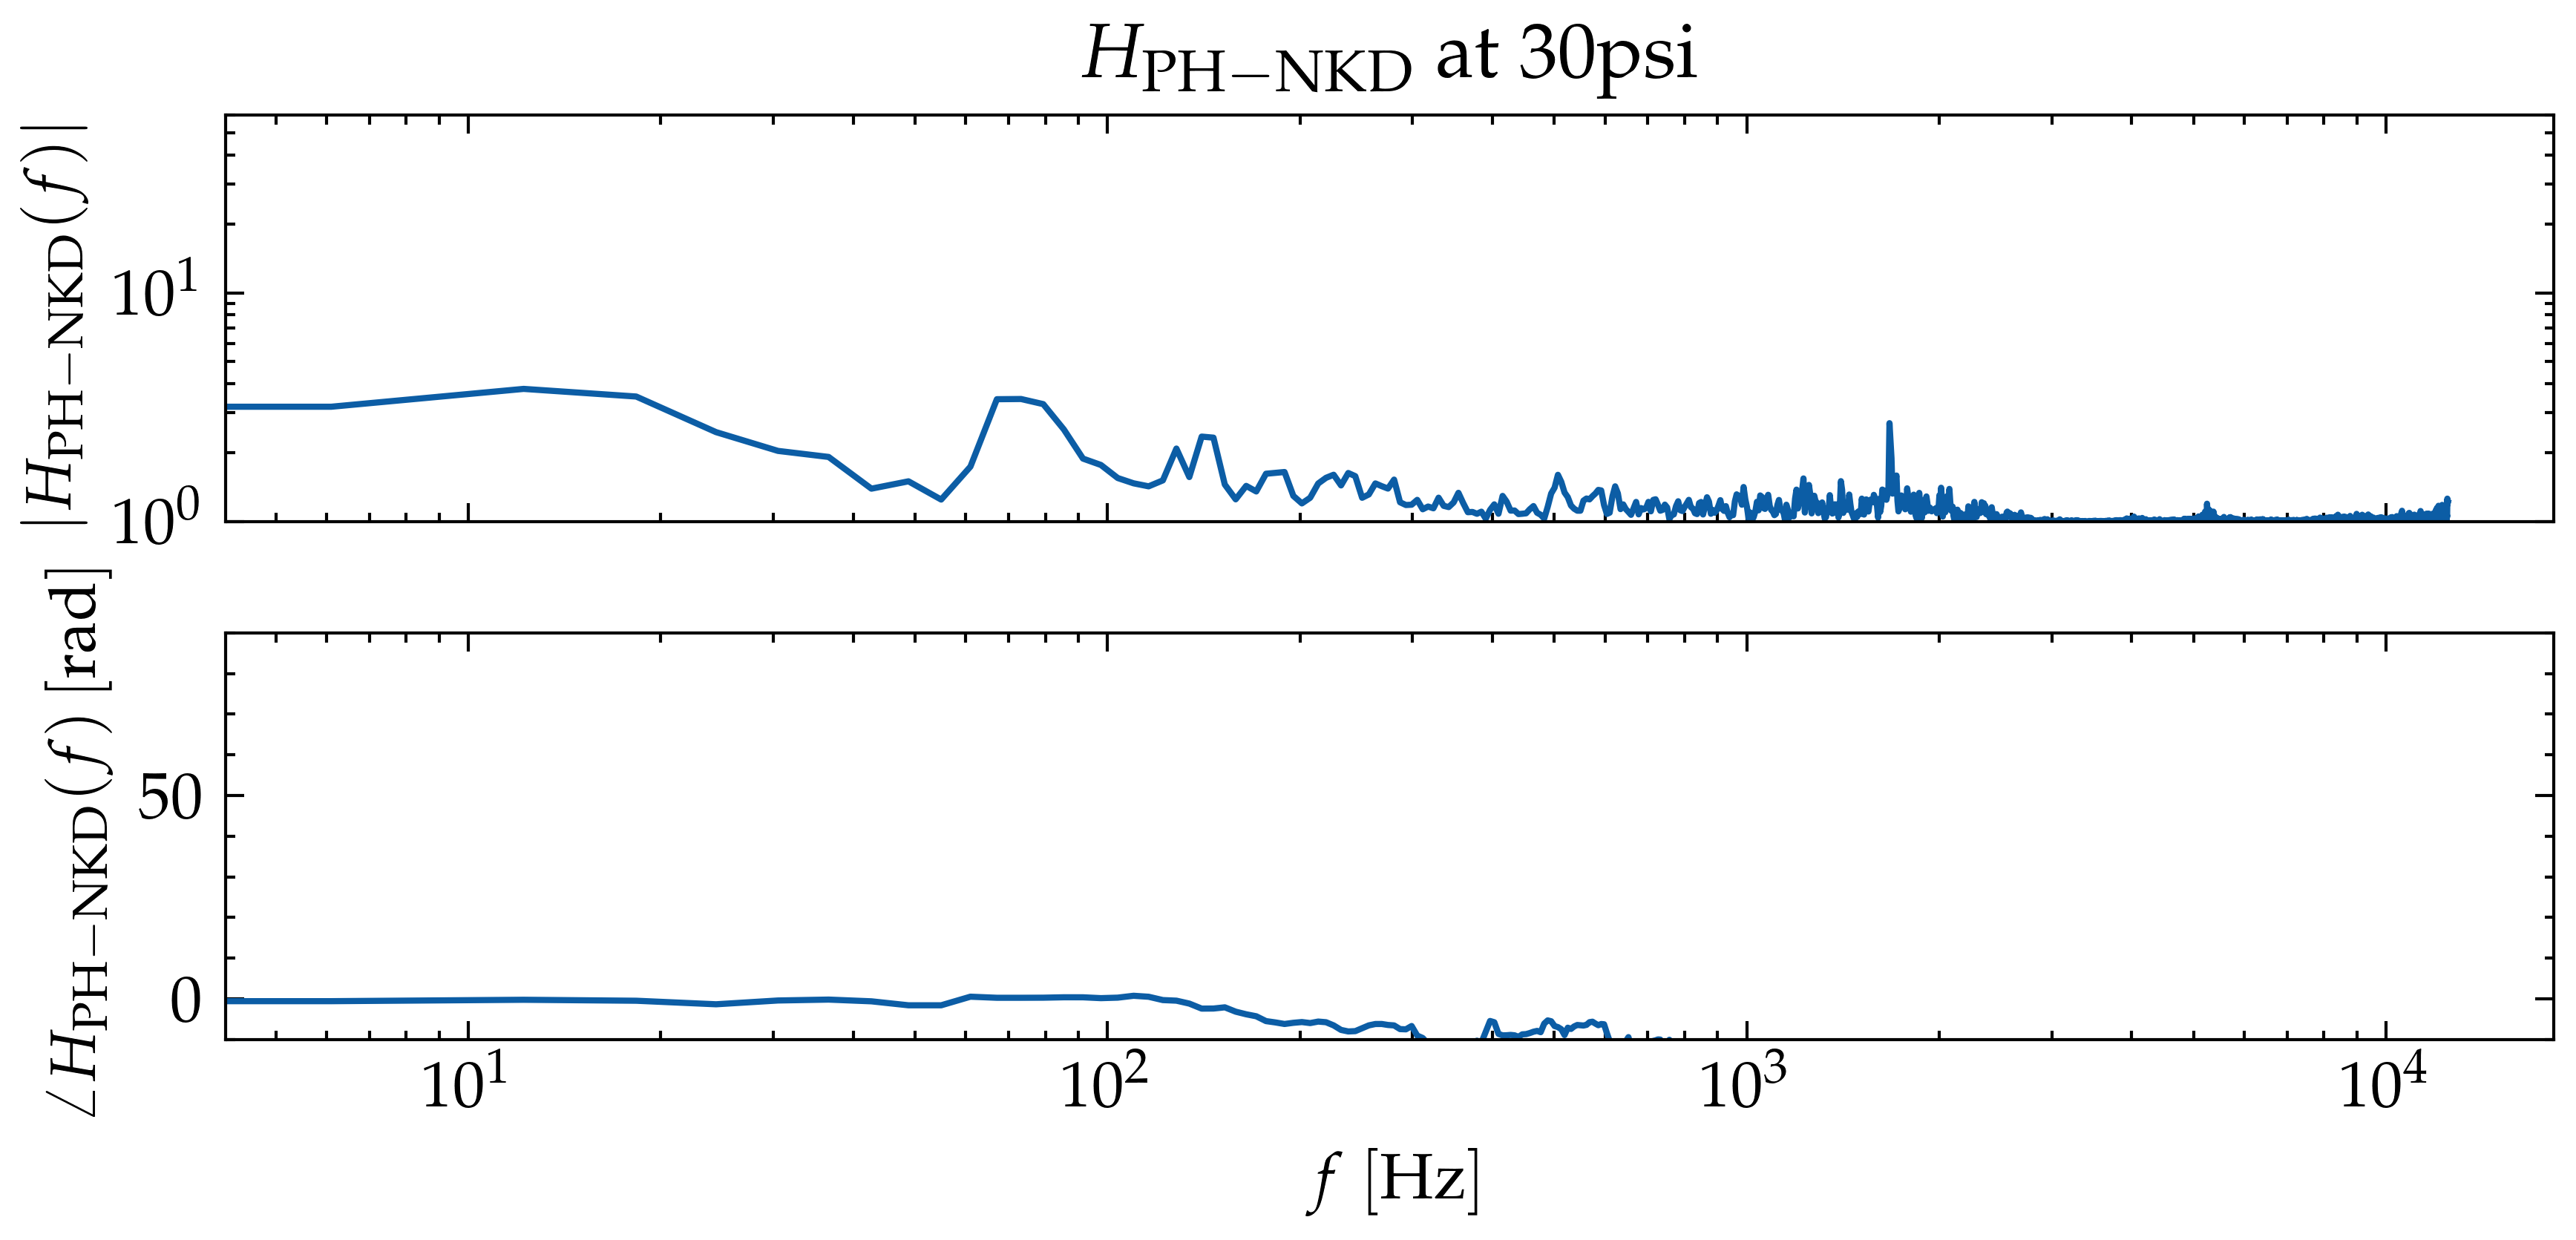 H_PH−NKD at 30psi
|H_PH−NKD(f)|
10^1
10^0
∠H_PH−NKD(f) [rad]
50
0
10^1 10^2 10^3 10^4
f [Hz]